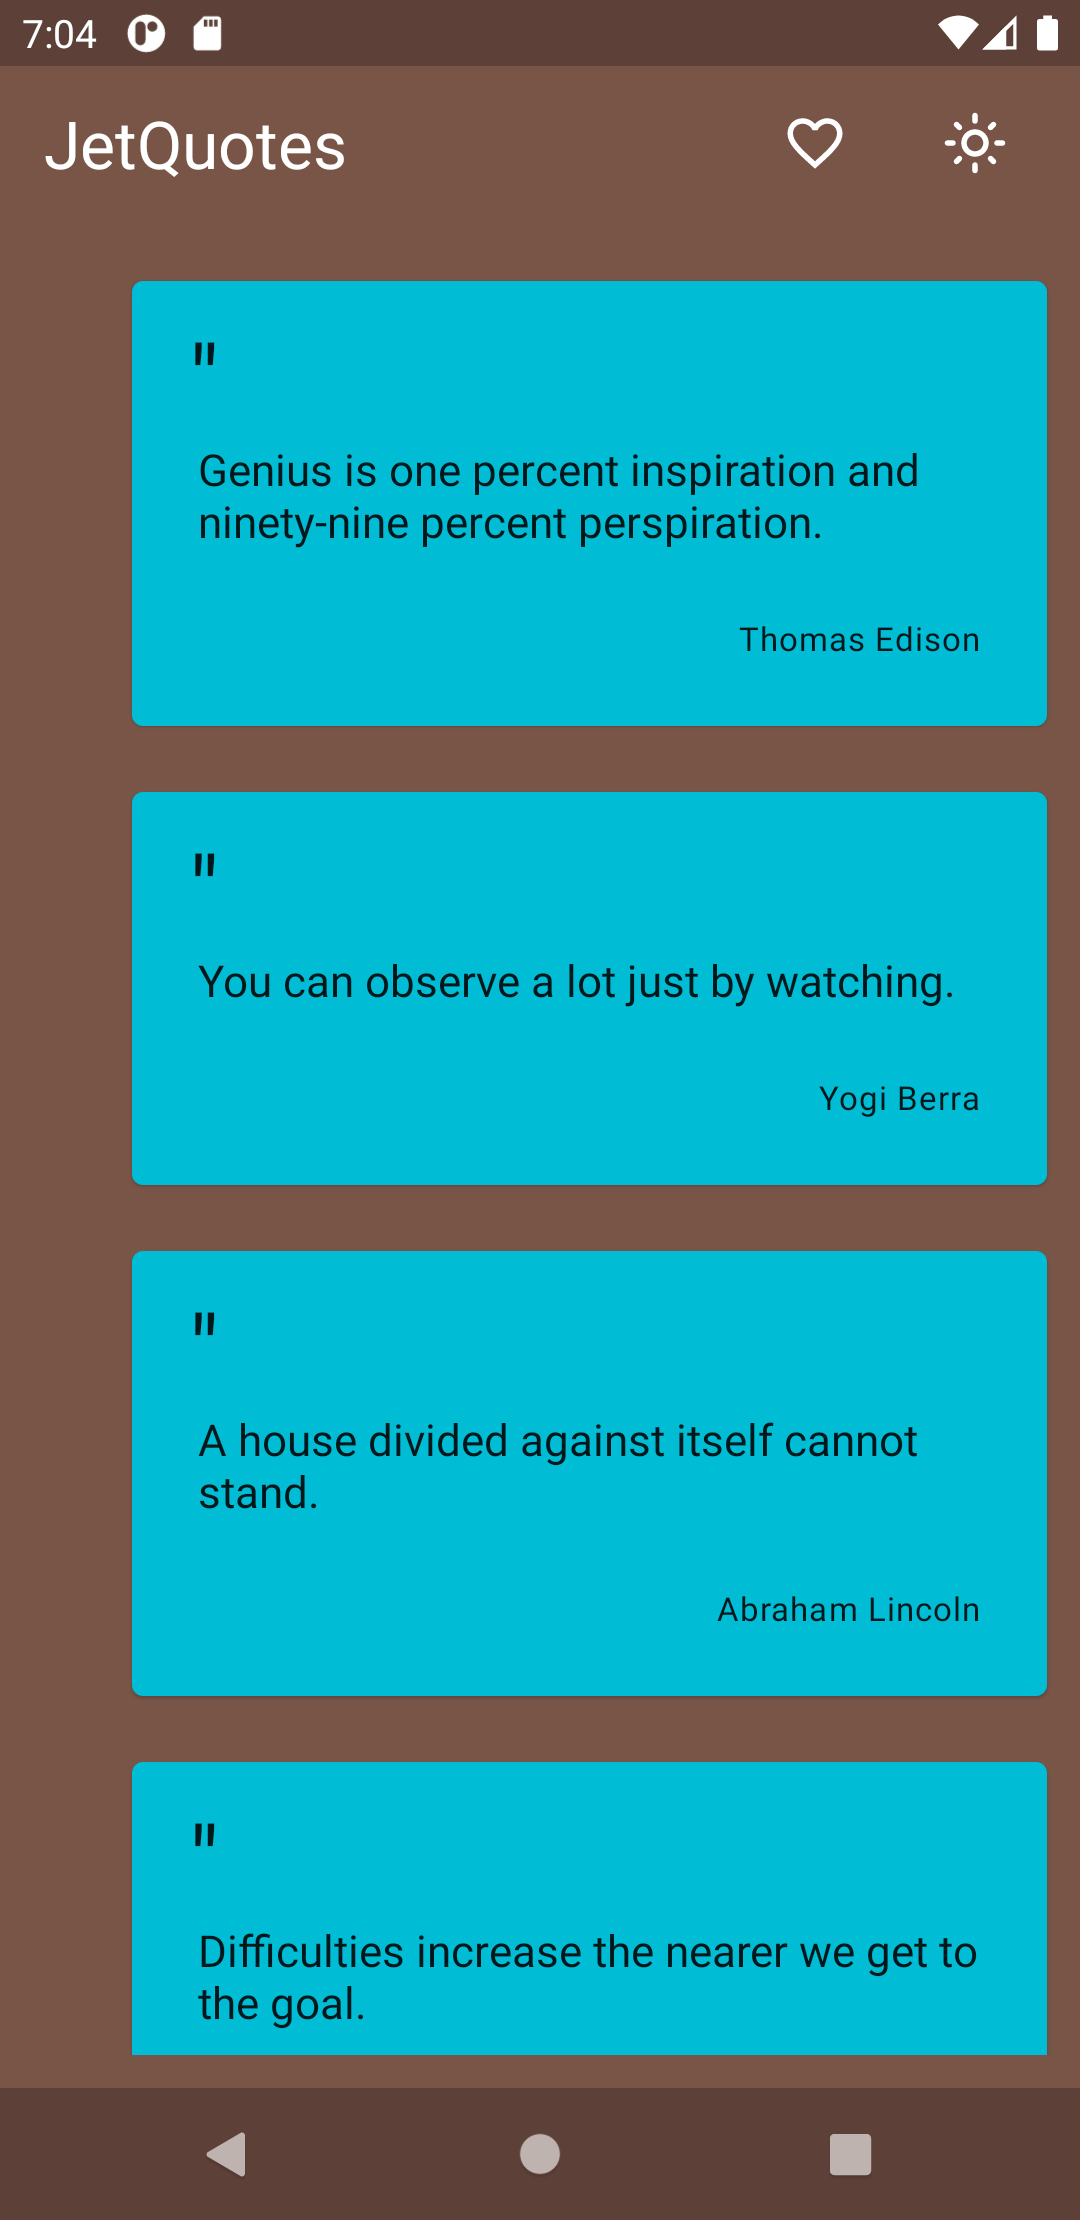 7:04
JetQuotes
"
Genius is one percent inspiration and
ninety-nine percent perspiration.
Thomas Edison
"
You can observe a lot just by watching.
Yogi Berra
"
A house divided against itself cannot
stand.
Abraham Lincoln
"
Difficulties increase the nearer we get to
the goal.